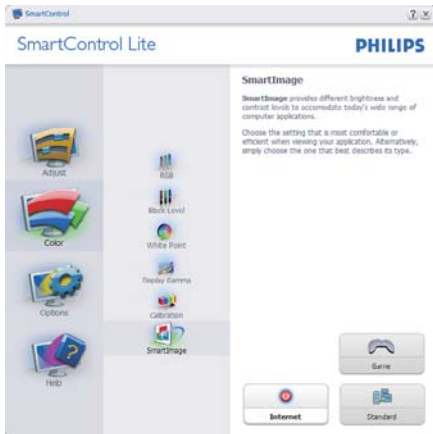 SmartControl
SmartControl Lite
PHILIPS
Adjust
Color
Options
Help
RGB
Black Level
White Point
Display Gamma
Calibration
SmartImage
SmartImage
SmartImage provides different brightness and
contrast levels to accomodate today's wide range of
computer applications.
Choose the setting that is most comfortable or
efficient when viewing your application. Alternatively,
simply choose the one that best describes its type.
Game
Internet
Standard